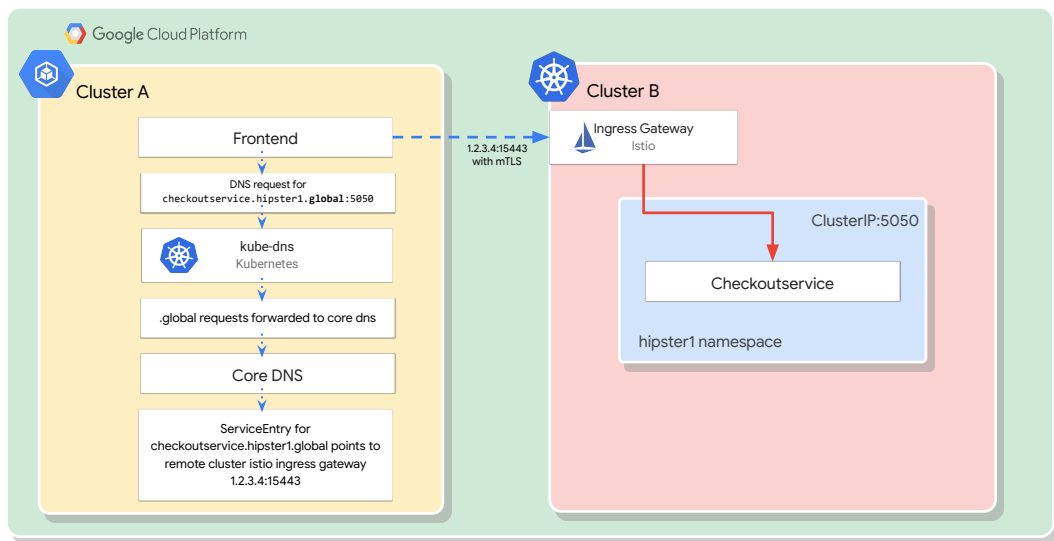 Google Cloud Platform
Cluster A
Frontend
DNS request for
checkoutservice.hipster1.global:5050
kube-dns
Kubernetes
.global requests forwarded to core dns
Core DNS
ServiceEntry for
checkoutservice.hipster1.global points to
remote cluster istio ingress gateway
1.2.3.4:15443
1.2.3.4:15443
with mTLS
Cluster B
Ingress Gateway
Istio
ClusterIP:5050
Checkoutservice
hipster1 namespace